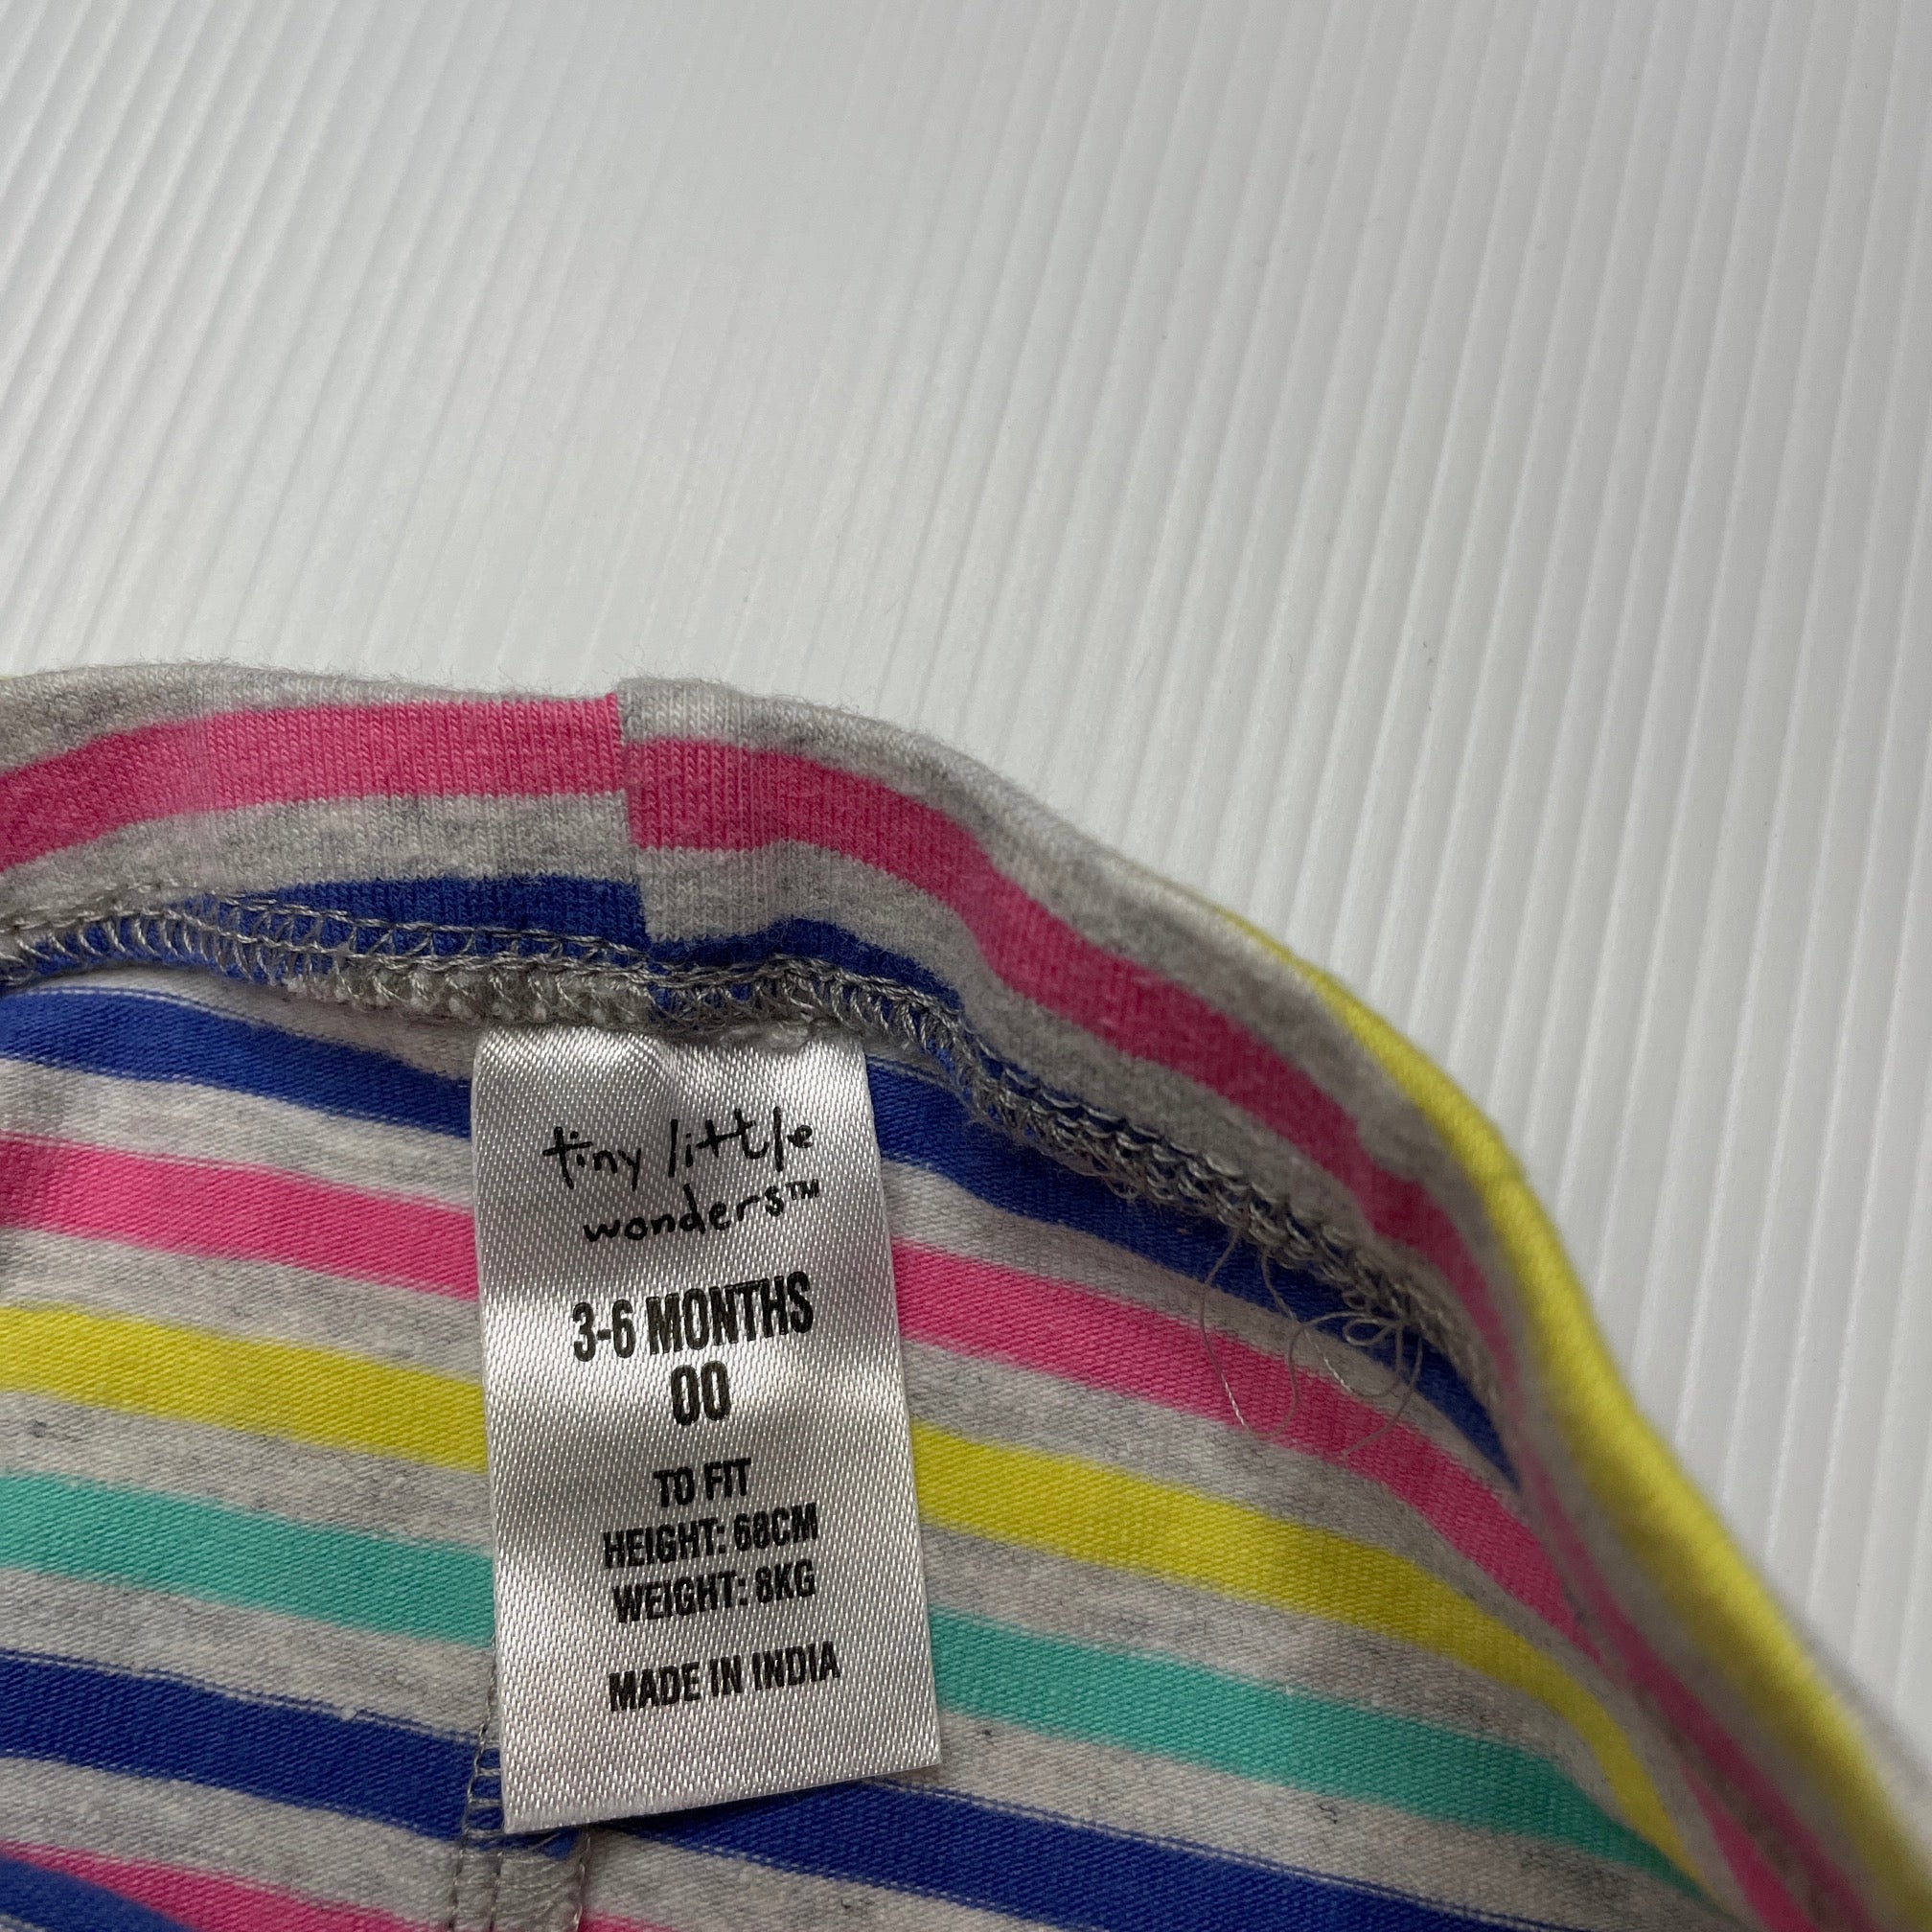 tiny little
wonders™
3-6 MONTHS
00
TO FIT
HEIGHT: 68CM
WEIGHT: 8KG
MADE IN INDIA